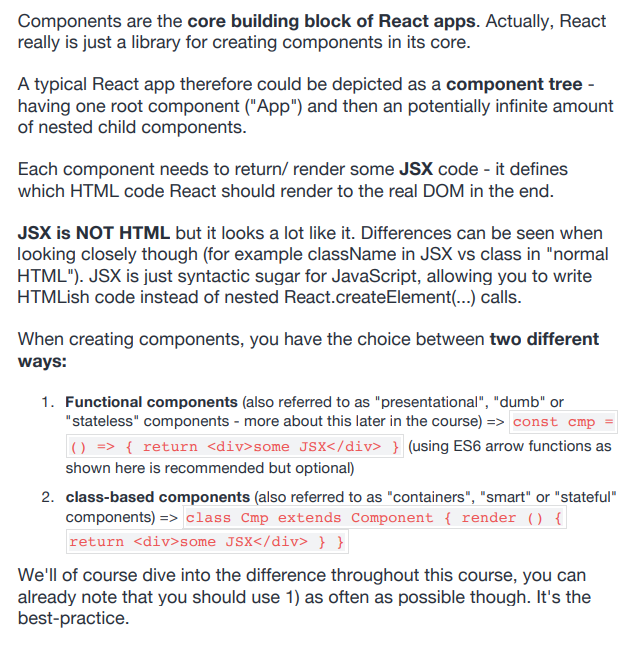 Components are the core building block of React apps. Actually, React
really is just a library for creating components in its core.
A typical React app therefore could be depicted as a component tree -
having one root component ("App") and then an potentially infinite amount
of nested child components.
Each component needs to return/ render some JSX code - it defines
which HTML code React should render to the real DOM in the end.
JSX is NOT HTML but it looks a lot like it. Differences can be seen when
looking closely though (for example className in JSX vs class in "normal
HTML"). JSX is just syntactic sugar for JavaScript, allowing you to write
HTMLish code instead of nested React.createElement(...) calls.
When creating components, you have the choice between two different
ways:
1. Functional components (also referred to as "presentational", "dumb" or
"stateless" components - more about this later in the course) => const cmp =
() => { return <div>some JSX</div> } (using ES6 arrow functions as
shown here is recommended but optional)
2. class-based components (also referred to as "containers", "smart" or "stateful"
components) => class Cmp extends Component { render () {
return <div>some JSX</div> } }
We'll of course dive into the difference throughout this course, you can
already note that you should use 1) as often as possible though. It's the
best-practice.